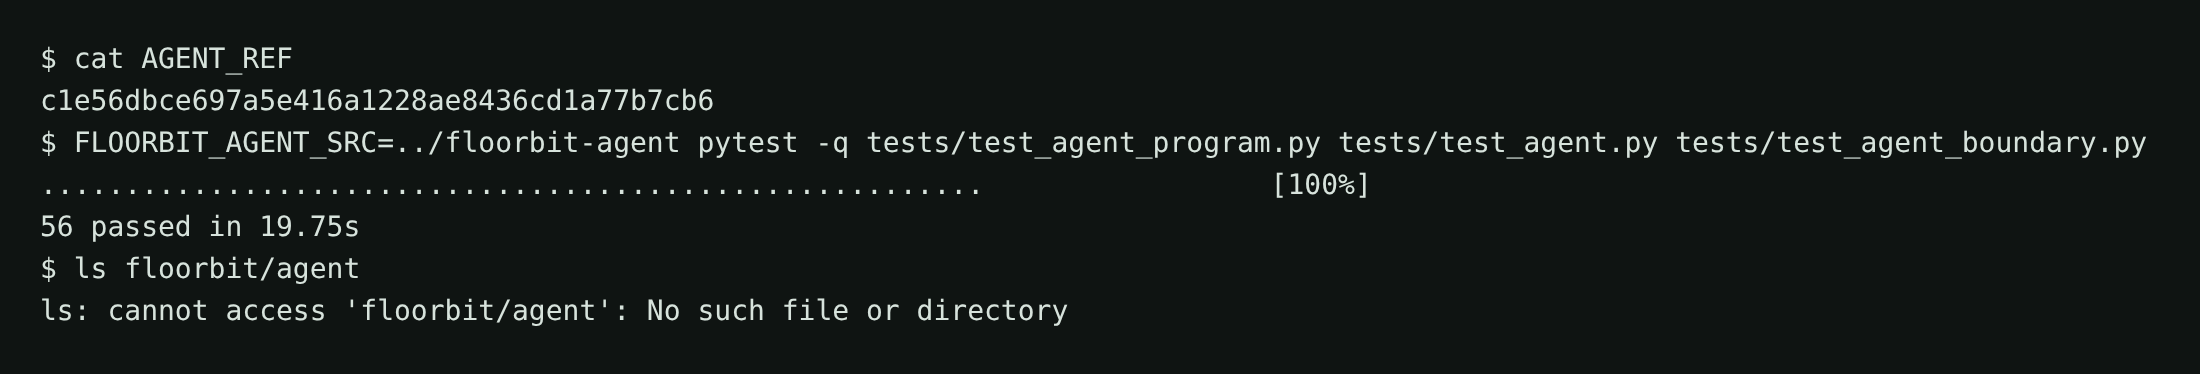 $ cat AGENT_REF
c1e56dbce697a5e416a1228ae8436cd1a77b7cb6
$ FLOORBIT_AGENT_SRC=../floorbit-agent pytest -q tests/test_agent_program.py tests/test_agent.py tests/test_agent_boundary.py
........................................................                 [100%]
56 passed in 19.75s
$ ls floorbit/agent
ls: cannot access 'floorbit/agent': No such file or directory